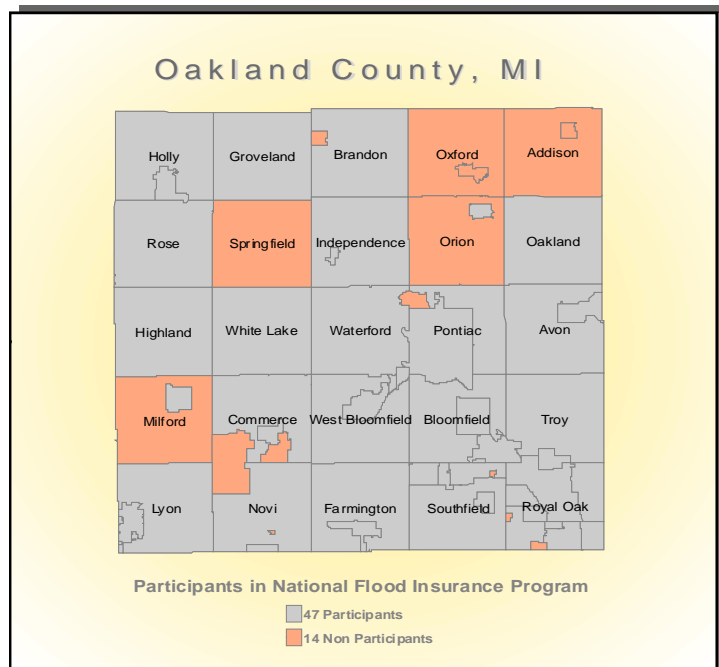 Oakland County, MI
Holly Groveland Brandon Oxford Addison
Rose Springfield Independence Orion Oakland
Highland White Lake Waterford Pontiac Avon
Milford Commerce West Bloomfield Bloomfield Troy
Lyon Novi Farmington Southfield Royal Oak
Participants in National Flood Insurance Program
47 Participants
14 Non Participants